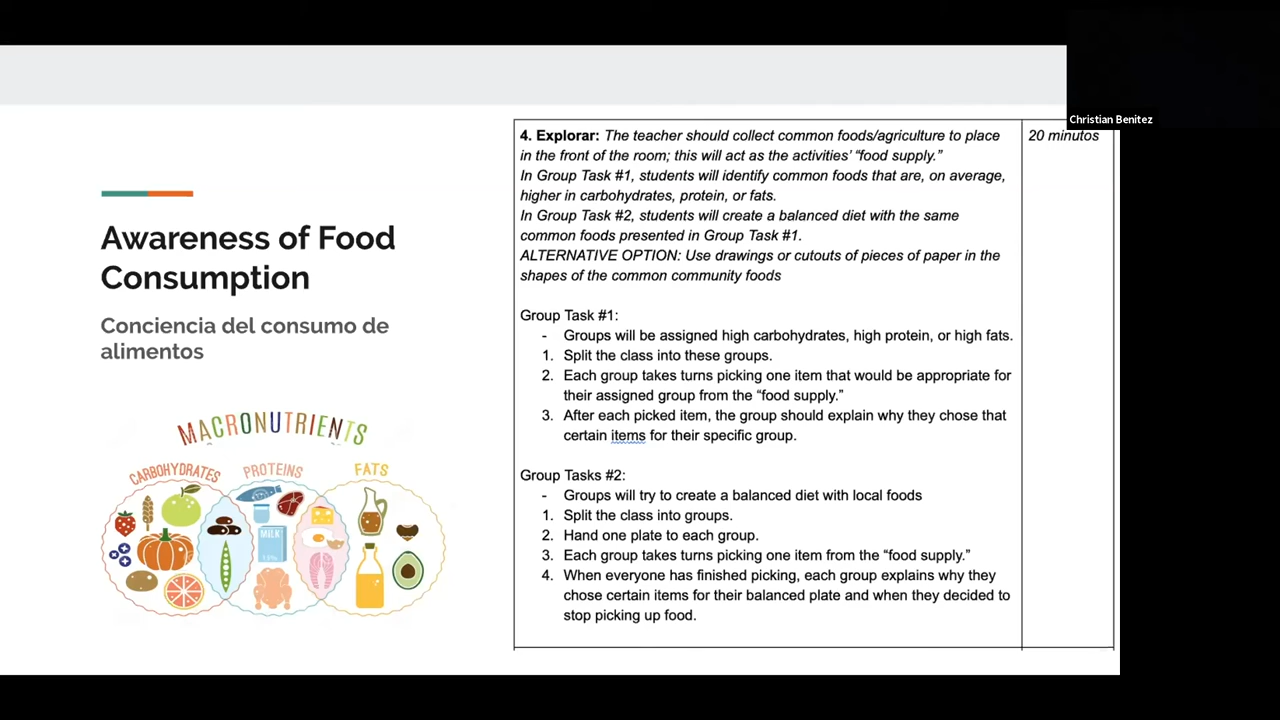 Christian Benitez
Awareness of Food
Consumption
Conciencia del consumo de
alimentos
MACRONUTRIENTS
CARBOHYDRATES PROTEINS FATS
MILK
4. Explorar: The teacher should collect common foods/agriculture to place
in the front of the room; this will act as the activities’ “food supply.”
In Group Task #1, students will identify common foods that are, on average,
higher in carbohydrates, protein, or fats.
In Group Task #2, students will create a balanced diet with the same
common foods presented in Group Task #1.
ALTERNATIVE OPTION: Use drawings or cutouts of pieces of paper in the
shapes of the common community foods
Group Task #1:
- Groups will be assigned high carbohydrates, high protein, or high fats.
1. Split the class into these groups.
2. Each group takes turns picking one item that would be appropriate for
their assigned group from the “food supply.”
3. After each picked item, the group should explain why they chose that
certain items for their specific group.
Group Tasks #2:
- Groups will try to create a balanced diet with local foods
1. Split the class into groups.
2. Hand one plate to each group.
3. Each group takes turns picking one item from the “food supply.”
4. When everyone has finished picking, each group explains why they
chose certain items for their balanced plate and when they decided to
stop picking up food.
20 minutos